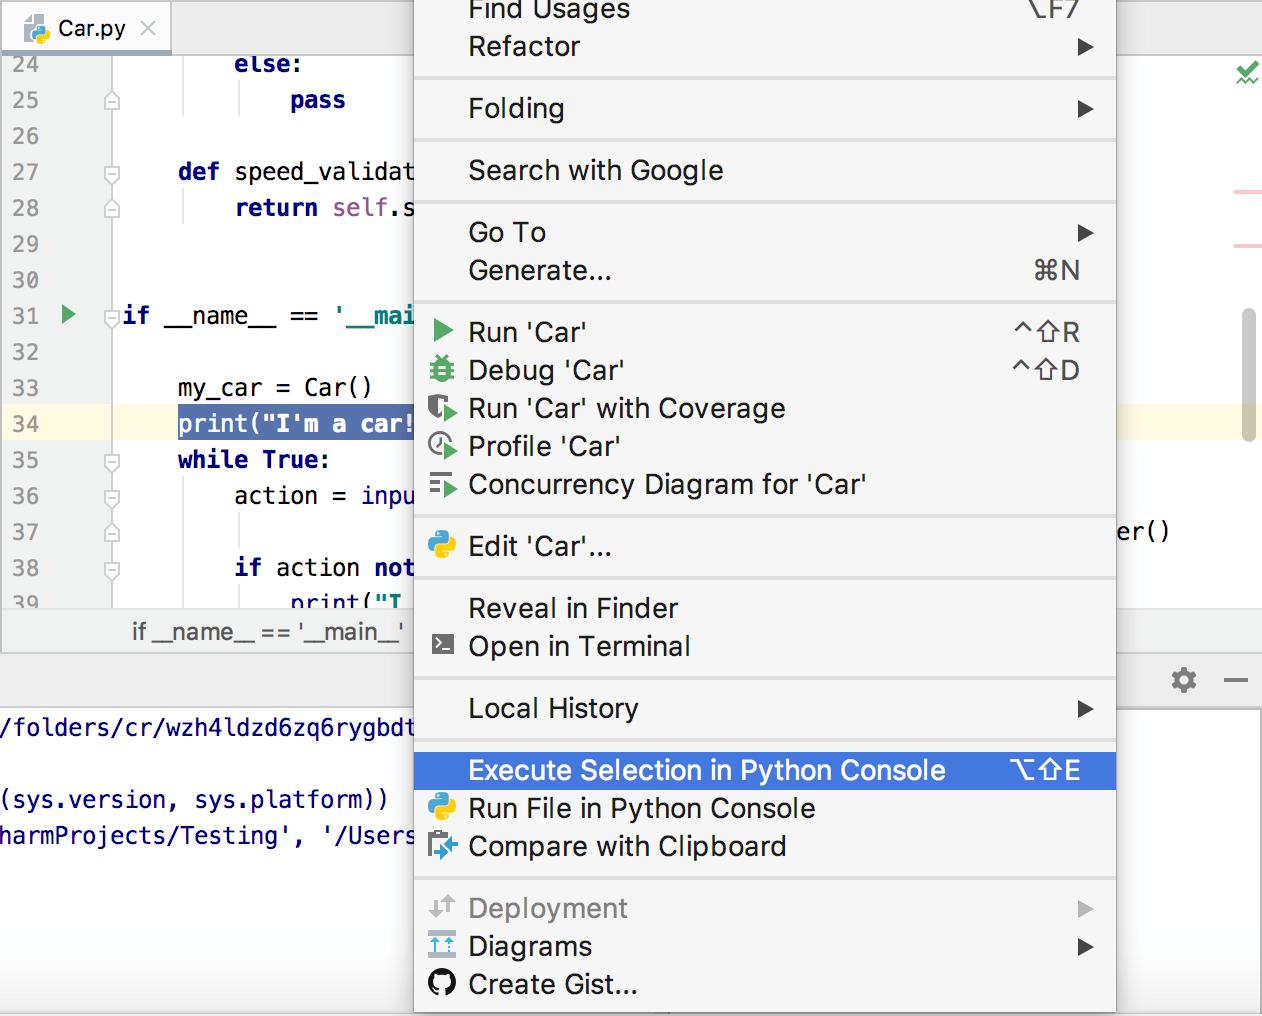 Car.py
24 else:
25 pass
26
27 def speed_validat
28 return self.s
29
30
31 if __name__ == '__mai
32
33 my_car = Car()
34 print("I'm a car!
35 while True:
36 action = inpu
37 er()
38 if action not
39 print("I
if __name__ == '__main__'
/folders/cr/wzh4ldzd6zq6rygbdt
(sys.version, sys.platform))
harmProjects/Testing', '/Users
Find Usages ⌥F7
Refactor
Folding
Search with Google
Go To
Generate... ⌘N
Run 'Car' ^⇧R
Debug 'Car' ^⇧D
Run 'Car' with Coverage
Profile 'Car'
Concurrency Diagram for 'Car'
Edit 'Car'...
Reveal in Finder
Open in Terminal
Local History
Execute Selection in Python Console ⌥⇧E
Run File in Python Console
Compare with Clipboard
Deployment
Diagrams
Create Gist...